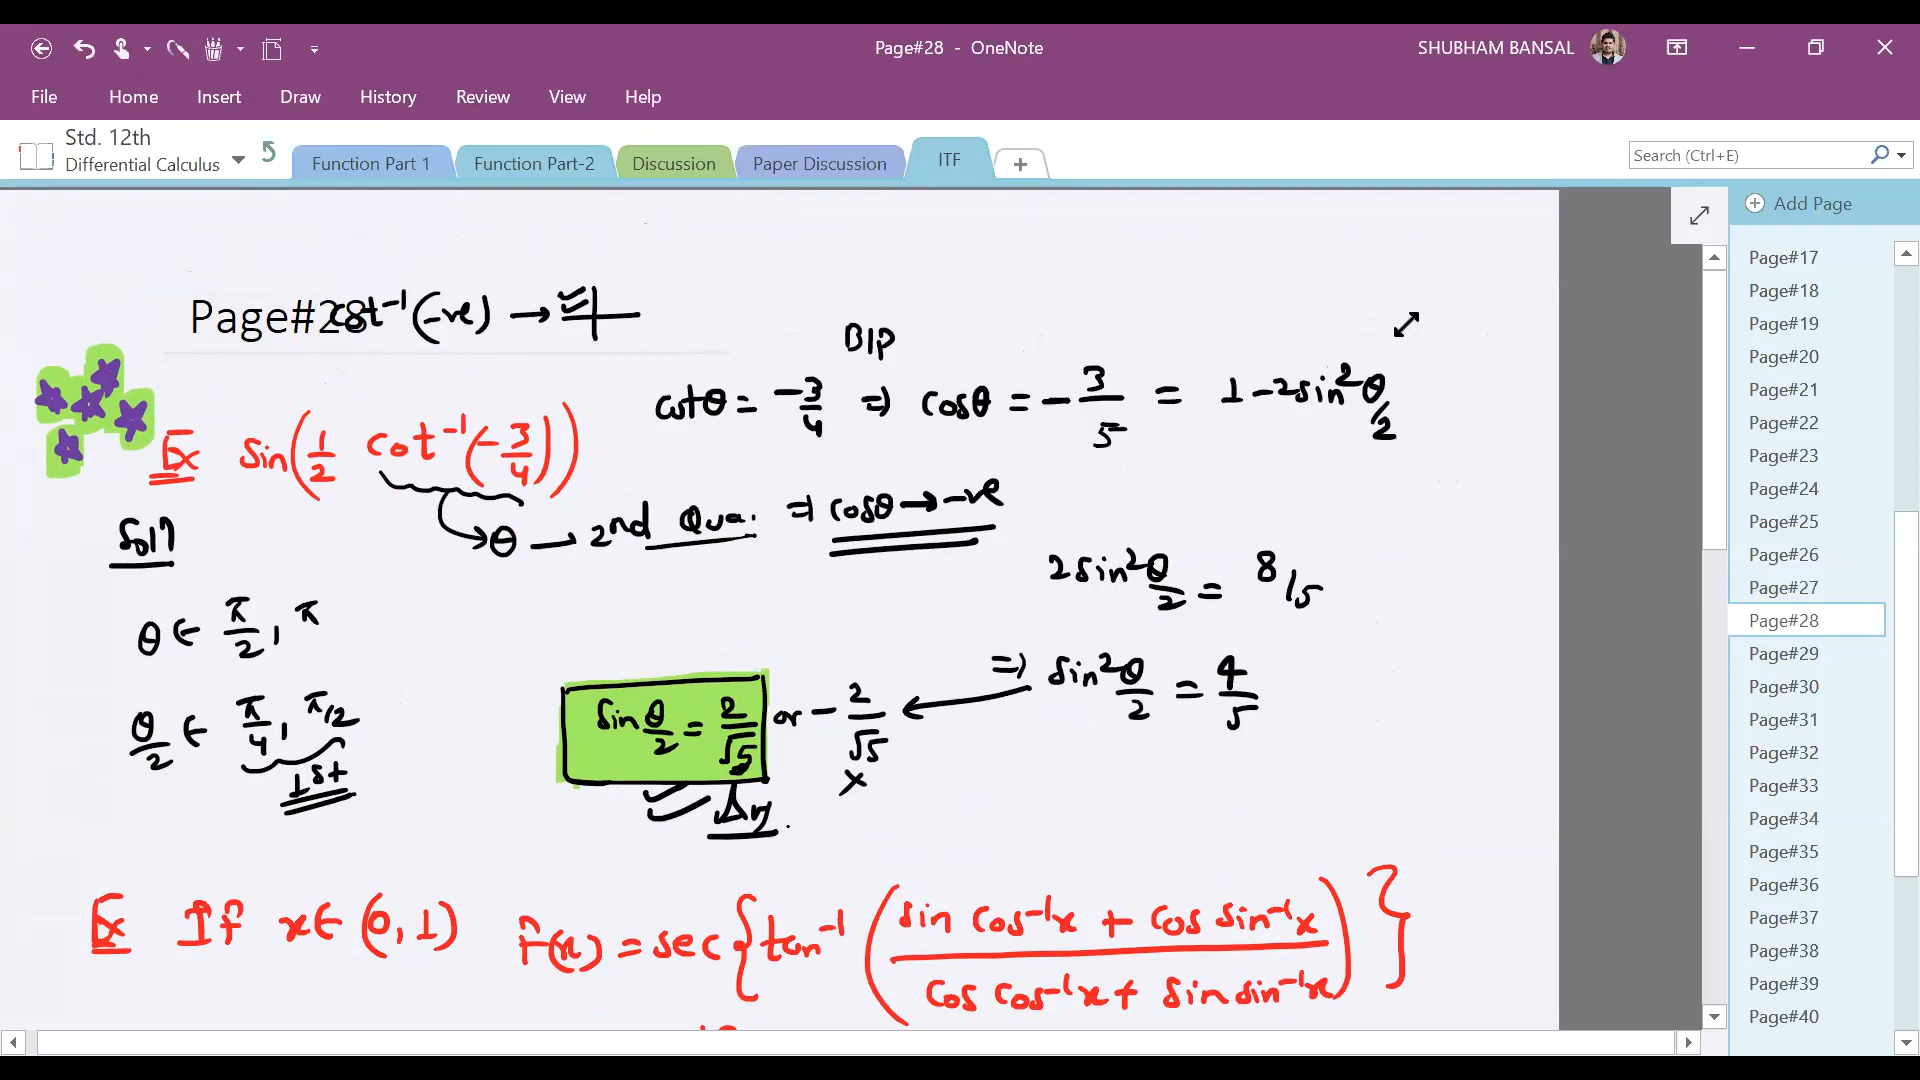 Page#28 - OneNote
SHUBHAM BANSAL
File Home Insert Draw History Review View Help
Std. 12th
Differential Calculus
Function Part 1 Function Part-2 Discussion Paper Discussion ITF +
Search (Ctrl+E)
Add Page
Page#17
Page#18
Page#19
Page#20
Page#21
Page#22
Page#23
Page#24
Page#25
Page#26
Page#27
Page#28
Page#29
Page#30
Page#31
Page#32
Page#33
Page#34
Page#35
Page#36
Page#37
Page#38
Page#39
Page#40
Page#28
cot⁻¹(-ve) →
B/P
cotθ = -3/4 ⇒ cosθ = -3/5 = 1-2sin²θ/2
Ex sin(1/2 cot⁻¹(-3/4))
θ → 2nd Qua. ⇒ cosθ → -ve
Solⁿ
2sin²θ/2 = 8/5
θ ∈ π/2, π
⇒ sin²θ/2 = 4/5
θ/2 ∈ π/4, π/2
1st
sinθ/2 = 2/√5 or -2/√5
×
Ans.
Ex If x ∈ (0,1) f(x) = sec{tan⁻¹(sin cos⁻¹x + cos sin⁻¹x / cos cos⁻¹x + sin sin⁻¹x)}